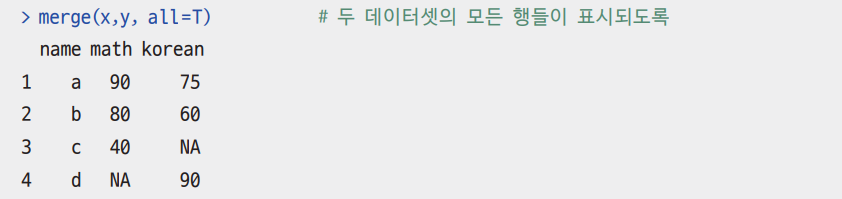 > merge(x,y, all=T) # 두 데이터셋의 모든 행들이 표시되도록
name math korean
1 a 90 75
2 b 80 60
3 c 40 NA
4 d NA 90